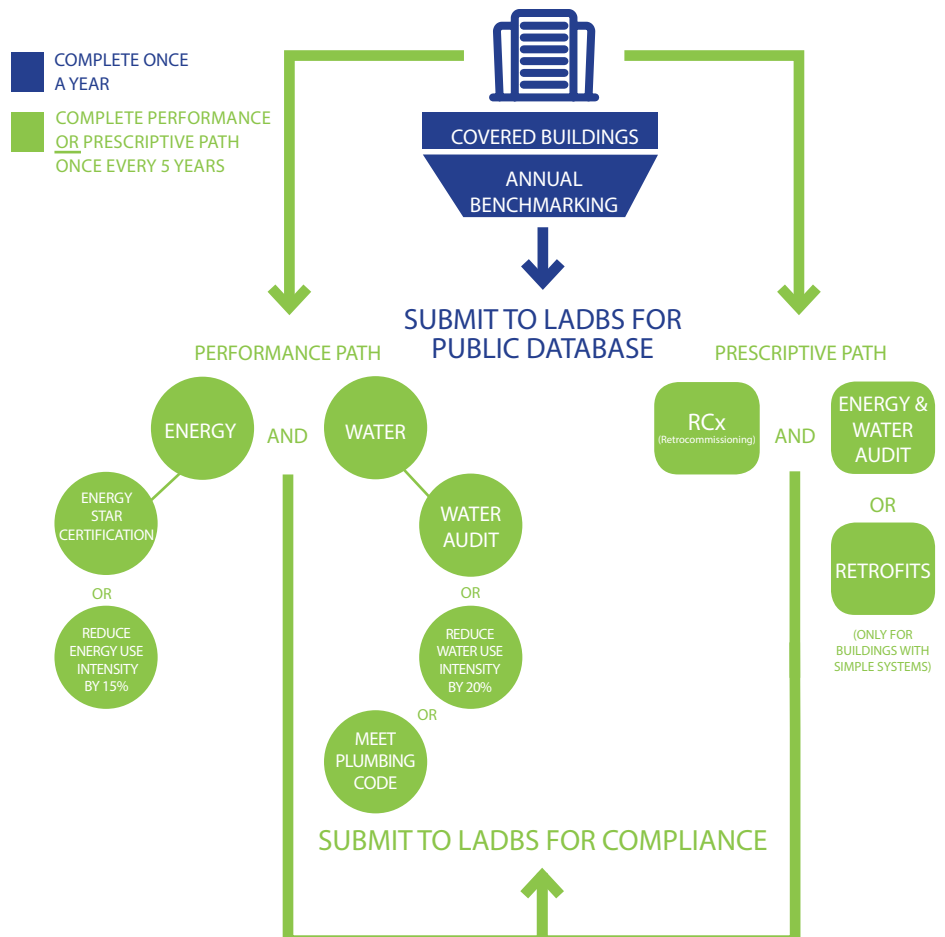 COMPLETE ONCE
A YEAR
COMPLETE PERFORMANCE
OR PRESCRIPTIVE PATH
ONCE EVERY 5 YEARS
COVERED BUILDINGS
ANNUAL
BENCHMARKING
SUBMIT TO LADBS FOR
PUBLIC DATABASE
PERFORMANCE PATH
ENERGY
AND
WATER
ENERGY
STAR
CERTIFICATION
OR
REDUCE
ENERGY USE
INTENSITY
BY 15%
WATER
AUDIT
OR
REDUCE
WATER USE
INTENSITY
BY 20%
OR
MEET
PLUMBING
CODE
PRESCRIPTIVE PATH
RCx
(Retrocommissioning)
AND
ENERGY &
WATER
AUDIT
OR
RETROFITS
(ONLY FOR
BUILDINGS WITH
SIMPLE SYSTEMS)
SUBMIT TO LADBS FOR COMPLIANCE